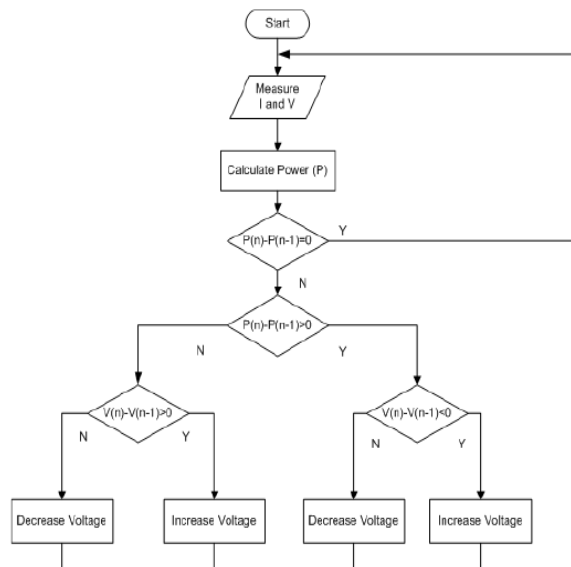 Start
Measure
I and V
Calculate Power (P)
P(n)-P(n-1)=0
Y
N
P(n)-P(n-1)>0
N
Y
V(n)-V(n-1)>0
V(n)-V(n-1)<0
N
Y
N
Y
Decrease Voltage
Increase Voltage
Decrease Voltage
Increase Voltage